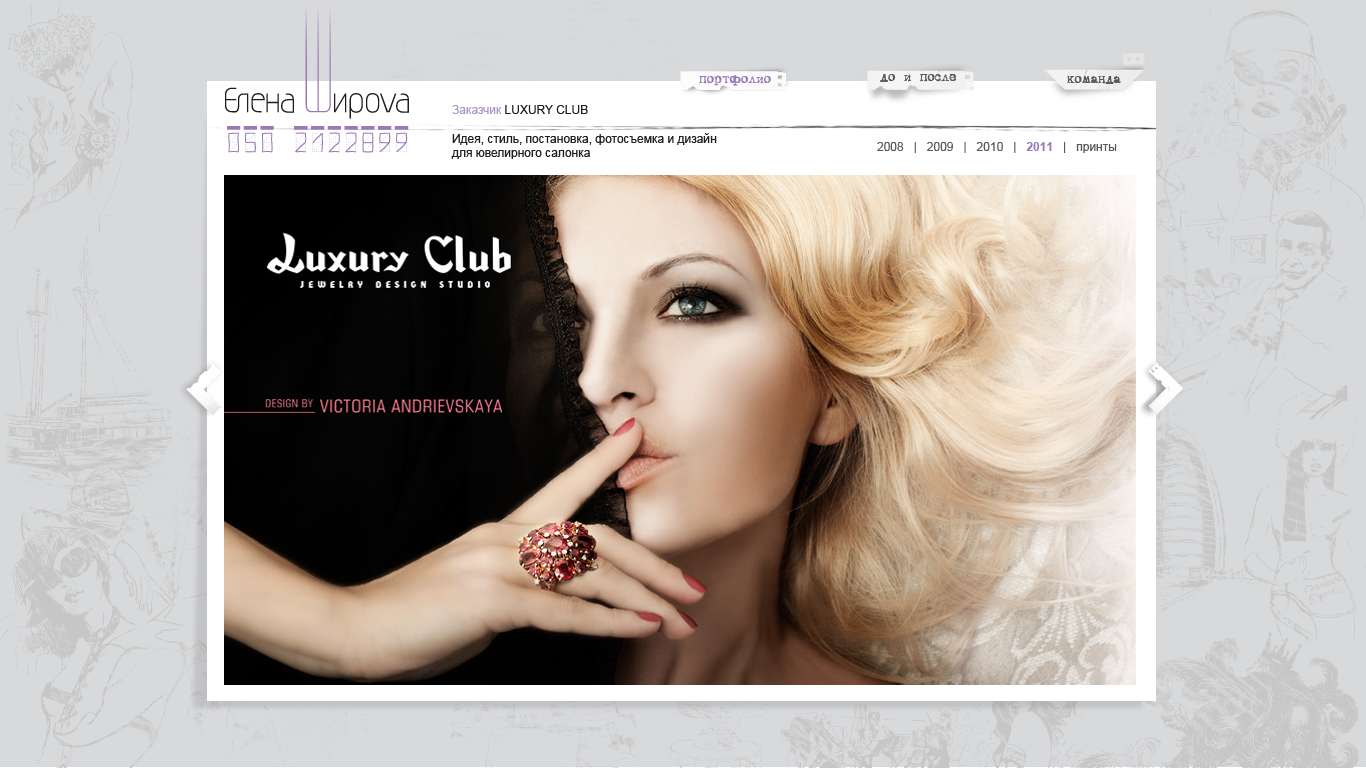 портфолио
до и после
команда
Елена Широva
050 2122899
Заказчик LUXURY CLUB
Идея, стиль, постановка, фотосъемка и дизайн
для ювелирного салонка
2008 | 2009 | 2010 | 2011 | принты
Luxury Club
JEWELRY DESIGN STUDIO
DESIGN BY VICTORIA ANDRIEVSKAYA